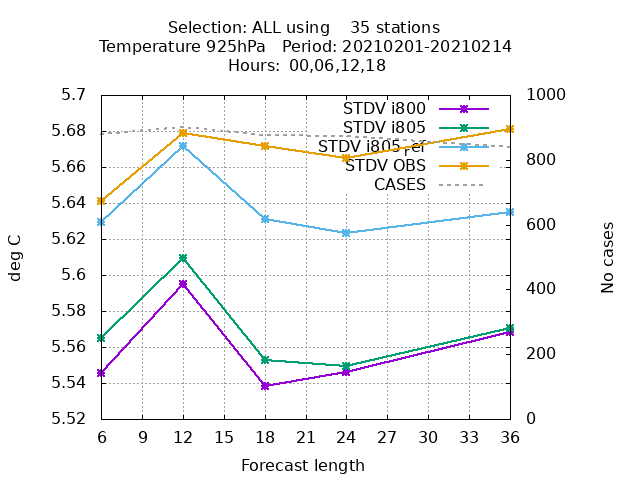 Selection: ALL using    35 stations
Temperature 925hPa   Period: 20210201-20210214
Hours: 00,06,12,18
5.7
5.68
5.66
5.64
5.62
5.6
5.58
5.56
5.54
5.52
1000
800
600
400
200
0
STDV i800
STDV i805
STDV i805
STDV OBS
CASES
deg C
No cases
6 9 12 15 18 21 24 27 30 33 36
Forecast length